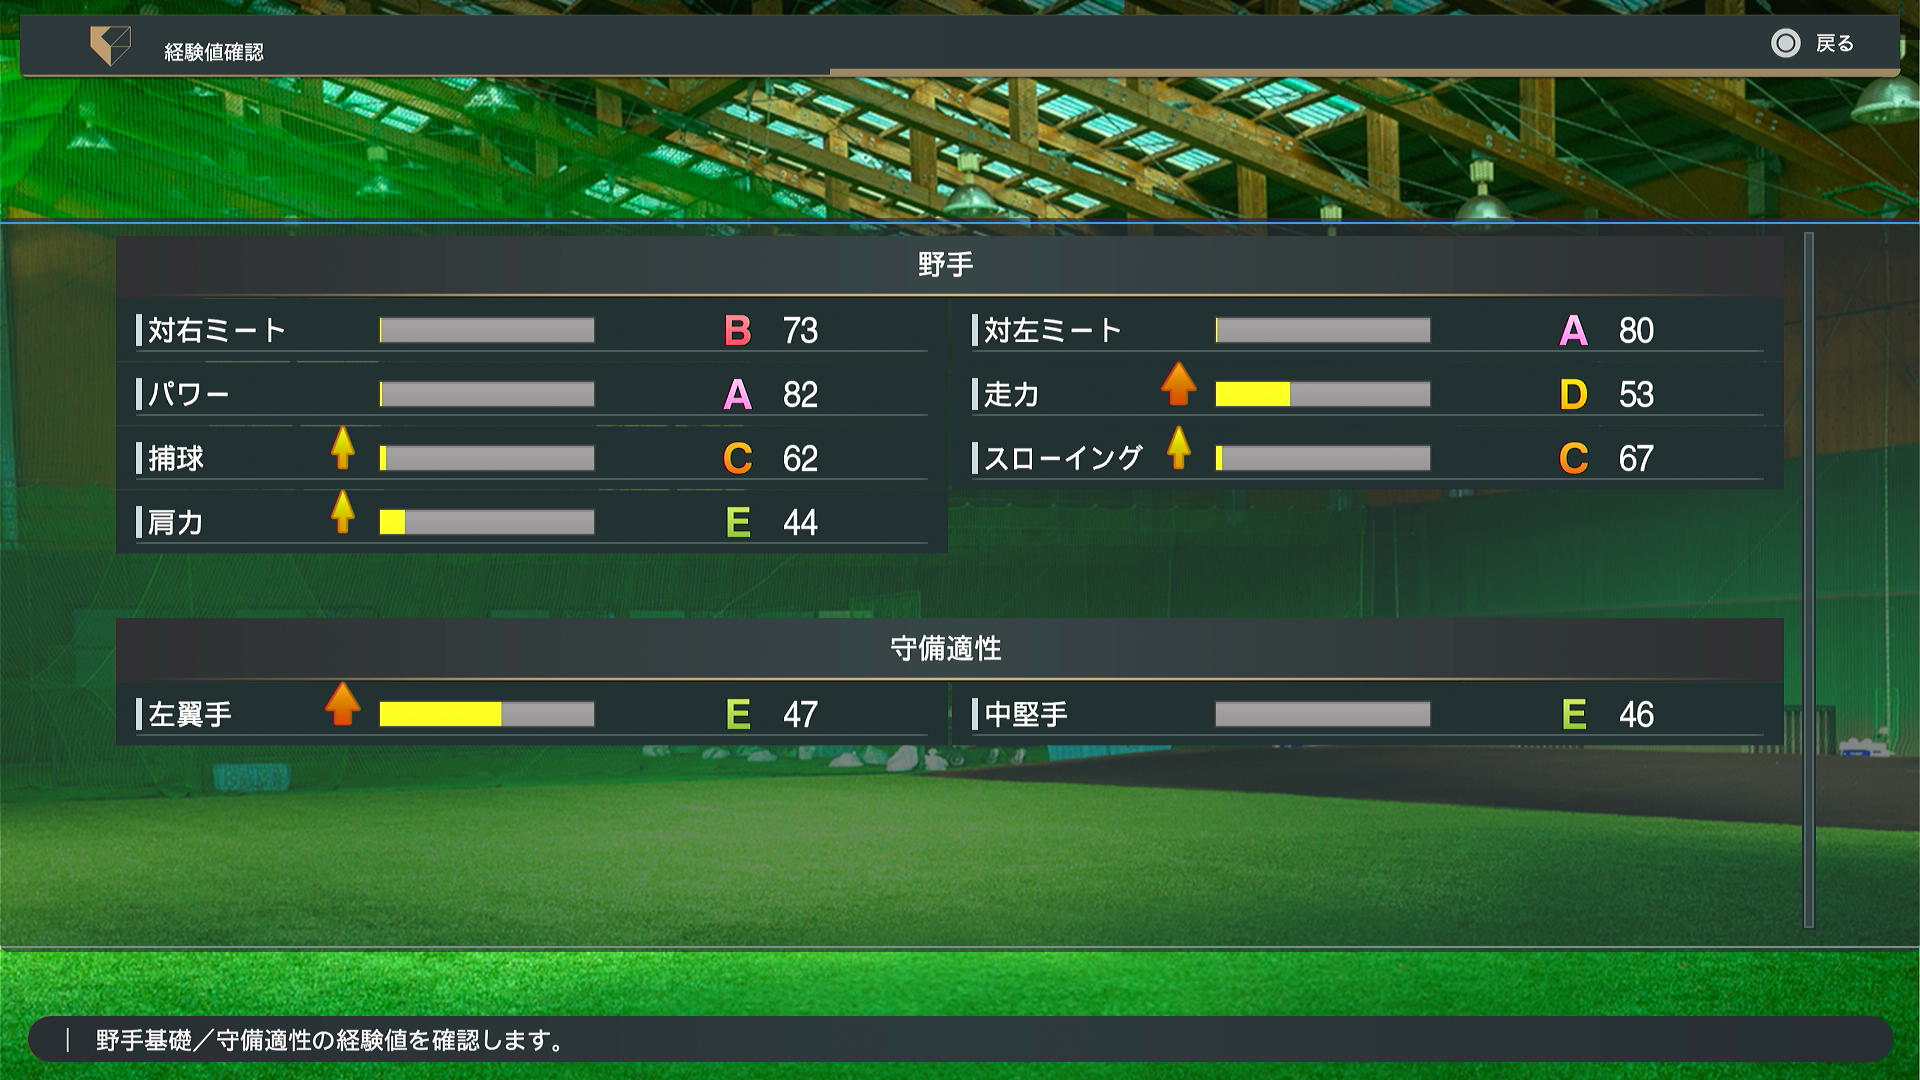 経験値確認
戻る
野手
対右ミート B 73
対左ミート A 80
パワー A 82
走力 D 53
捕球 C 62
スローイング C 67
肩力 E 44
守備適性
左翼手 E 47
中堅手 E 46
野手基礎／守備適性の経験値を確認します。